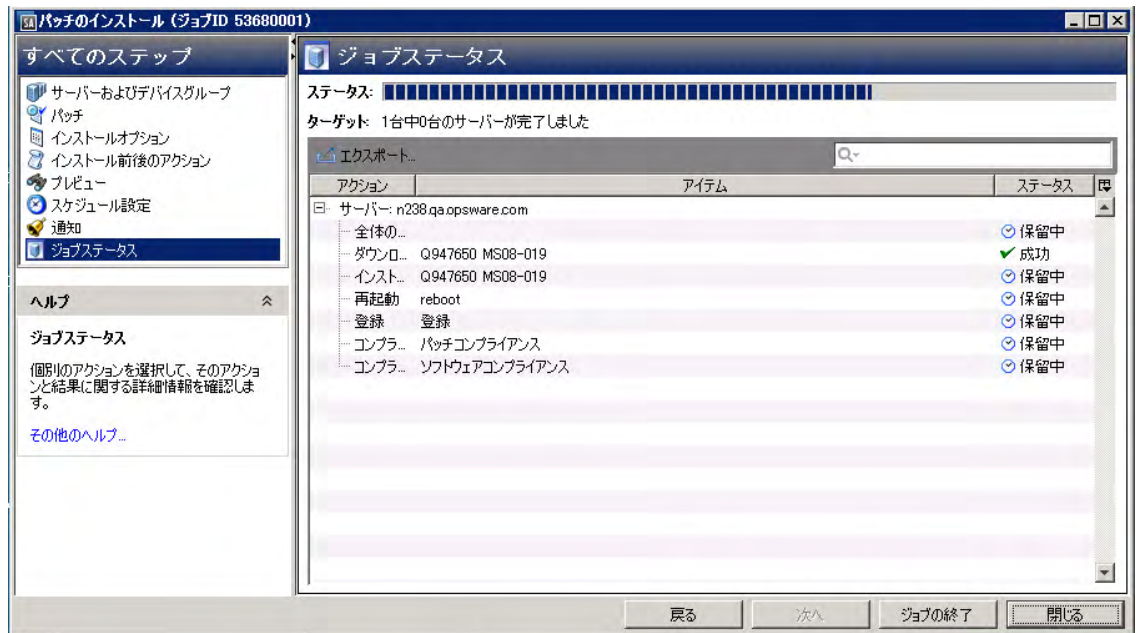 パッチのインストール (ジョブID 53680001)
すべてのステップ
サーバーおよびデバイスグループ
パッチ
インストールオプション
インストール前後のアクション
プレビュー
スケジュール設定
通知
ジョブステータス
ヘルプ
ジョブステータス
個別のアクションを選択して、そのアクショ
ンと結果に関する詳細情報を確認しま
す。
その他のヘルプ...
ジョブステータス
ステータス:
ターゲット: 1台中0台のサーバーが完了しました
エクスポート...
アクション アイテム ステータス
サーバー: n238.qa.opsware.com
全体の... 保留中
ダウンロ... Q947650 MS08-019 成功
インスト... Q947650 MS08-019 保留中
再起動 reboot 保留中
登録 登録 保留中
コンプラ... パッチコンプライアンス 保留中
コンプラ... ソフトウェアコンプライアンス 保留中
戻る 次へ ジョブの終了 閉じる